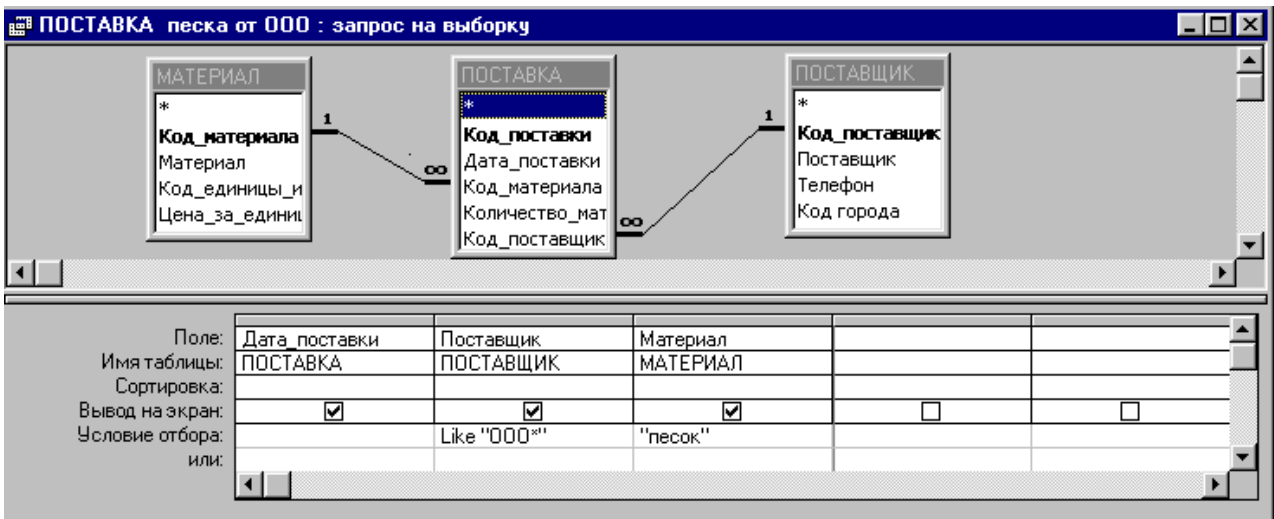 ПОСТАВКА песка от ООО : запрос на выборку
МАТЕРИАЛ
*
Код_материала
Материал
Код_единицы_и
Цена_за_едини
1
∞
ПОСТАВКА
*
Код_поставки
Дата_поставки
Код_материала
Количество_мат
Код_поставщик
∞
1
ПОСТАВЩИК
*
Код_поставщик
Поставщик
Телефон
Код города
Поле: Дата_поставки Поставщик Материал
Имя таблицы: ПОСТАВКА ПОСТАВЩИК МАТЕРИАЛ
Сортировка:
Вывод на экран:
Условие отбора: Like "ООО*" "песок"
или: